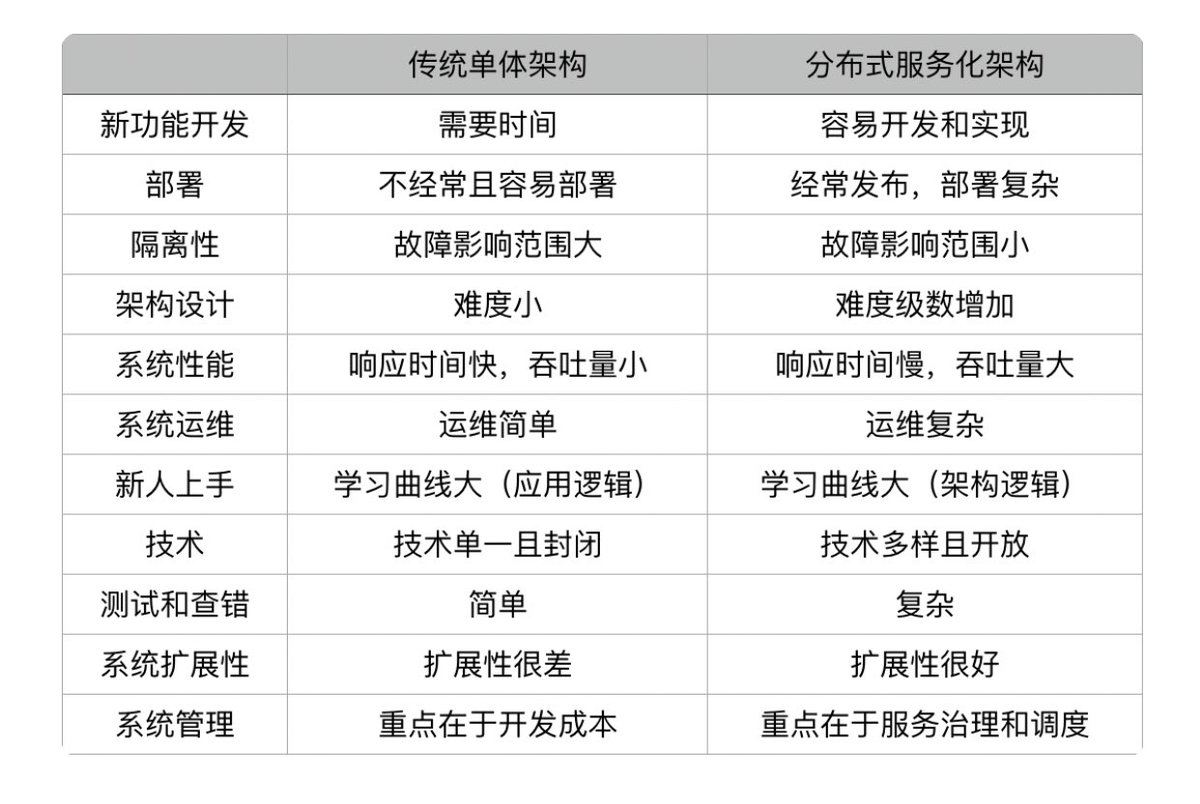 传统单体架构 分布式服务化架构
新功能开发 需要时间 容易开发和实现
部署 不经常且容易部署 经常发布，部署复杂
隔离性 故障影响范围大 故障影响范围小
架构设计 难度小 难度级数增加
系统性能 响应时间快，吞吐量小 响应时间慢，吞吐量大
系统运维 运维简单 运维复杂
新人上手 学习曲线大（应用逻辑） 学习曲线大（架构逻辑）
技术 技术单一且封闭 技术多样且开放
测试和查错 简单 复杂
系统扩展性 扩展性很差 扩展性很好
系统管理 重点在于开发成本 重点在于服务治理和调度